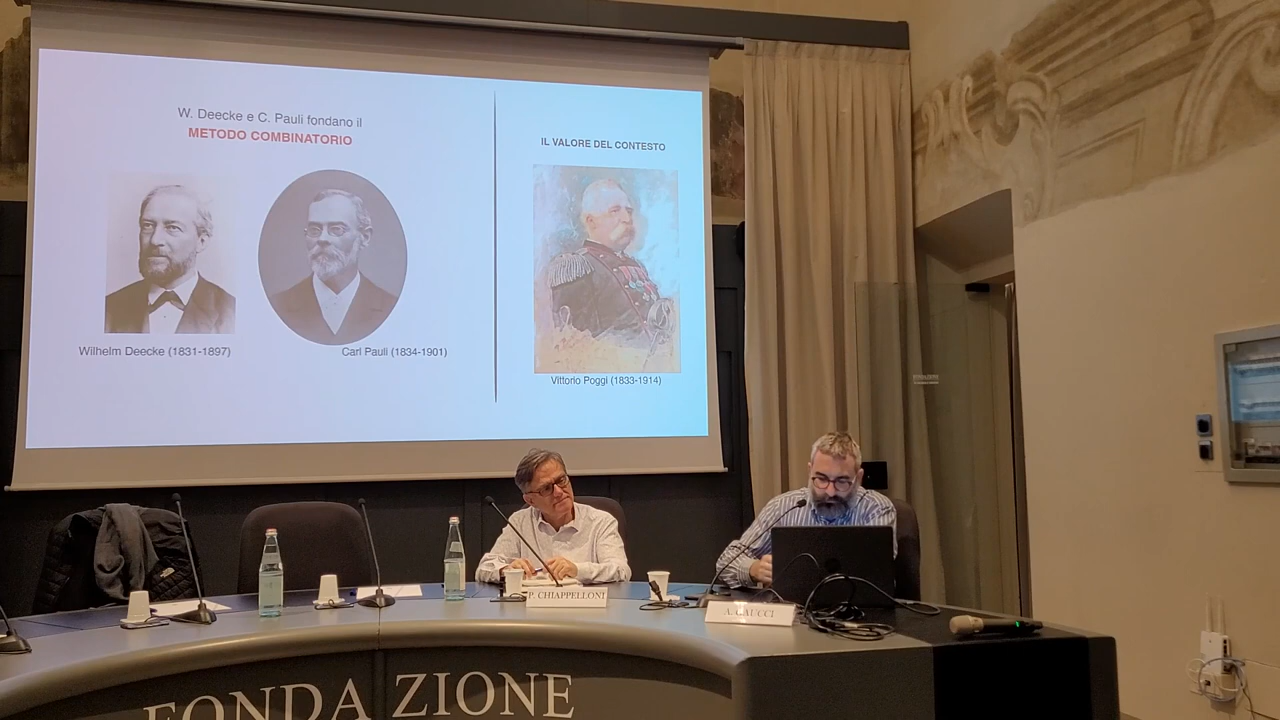 W. Deecke e C. Pauli fondano il
METODO COMBINATORIO
Wilhelm Deecke (1831-1897)
Carl Pauli (1834-1901)
IL VALORE DEL CONTESTO
Vittorio Poggi (1833-1914)
P. CHIAPPELLONI
A. GAUCCI
FONDAZIONE